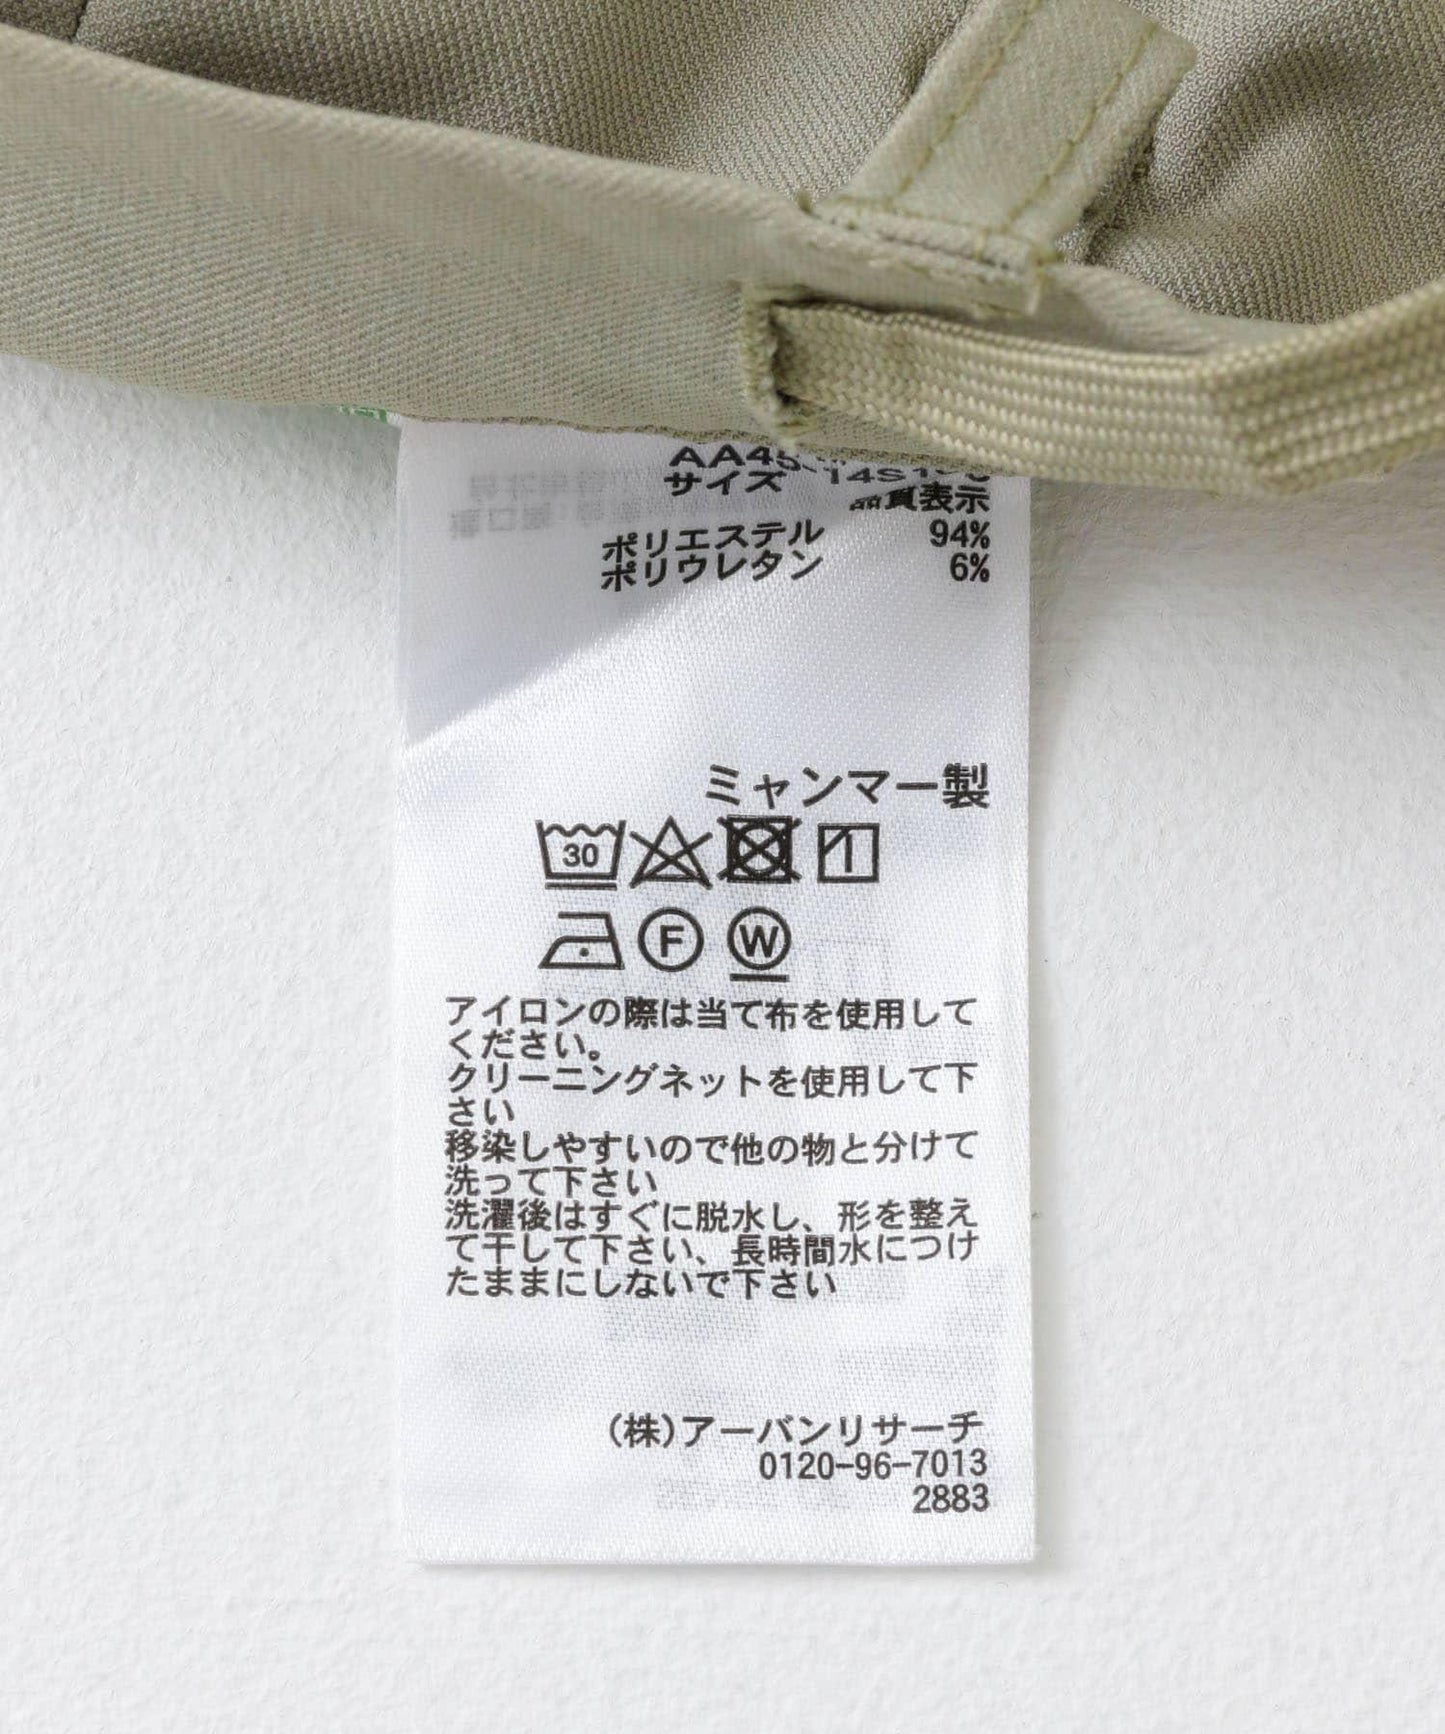 サイズ
品質表示
ポリエステル 94%
ポリウレタン 6%
ミャンマー製
30
F W
アイロンの際は当て布を使用して
ください。
クリーニングネットを使用して下
さい
移染しやすいので他の物と分けて
洗って下さい
洗濯後はすぐに脱水し、形を整え
て干して下さい、長時間水につけ
たままにしないで下さい
(株)アーバンリサーチ
0120-96-7013
2883